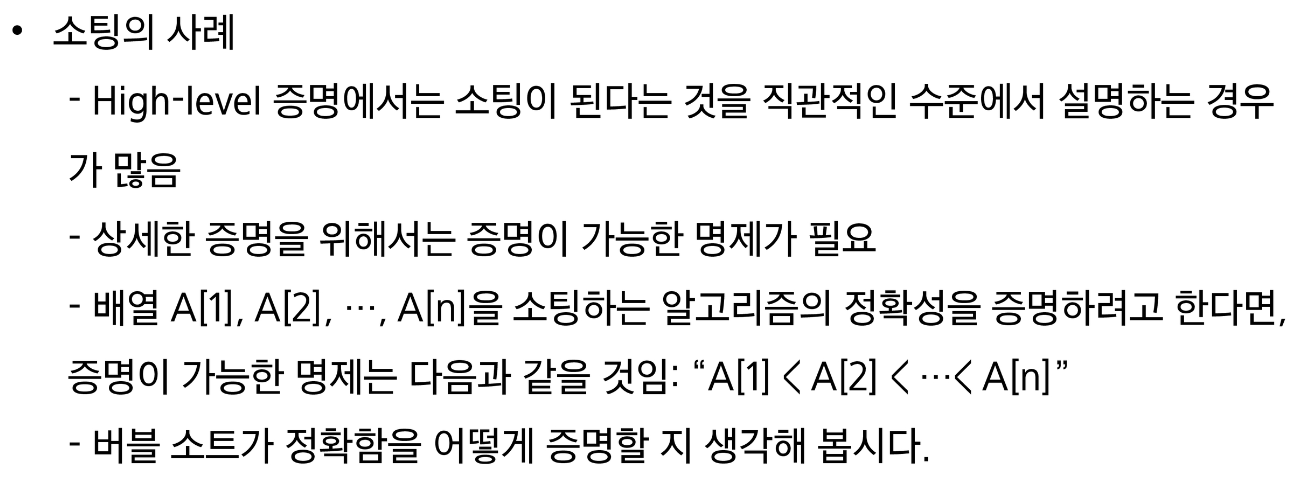 • 소팅의 사례
- High-level 증명에서는 소팅이 된다는 것을 직관적인 수준에서 설명하는 경우
가 많음
- 상세한 증명을 위해서는 증명이 가능한 명제가 필요
- 배열 A[1], A[2], …, A[n]을 소팅하는 알고리즘의 정확성을 증명하려고 한다면,
증명이 가능한 명제는 다음과 같을 것임: “A[1] < A[2] < …< A[n]”
- 버블 소트가 정확함을 어떻게 증명할 지 생각해 봅시다.